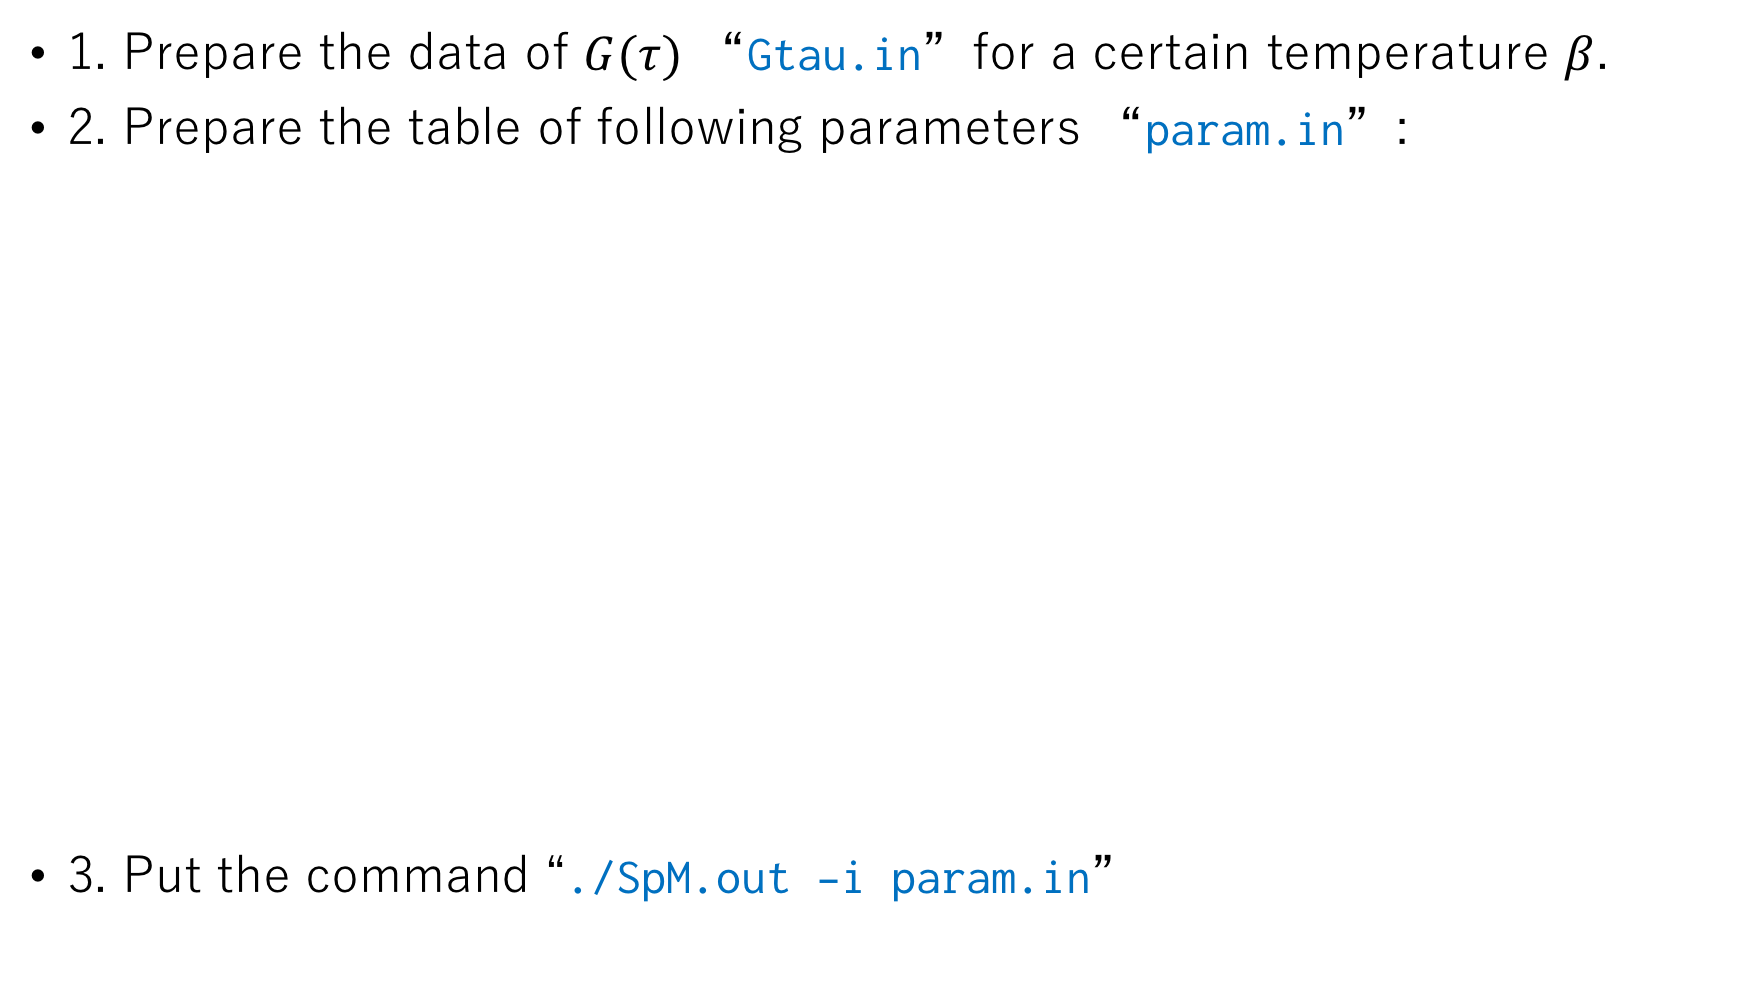 • 1. Prepare the data of G(τ) “Gtau.in” for a certain temperature β.
• 2. Prepare the table of following parameters “param.in” :
• 3. Put the command “./SpM.out –i param.in”